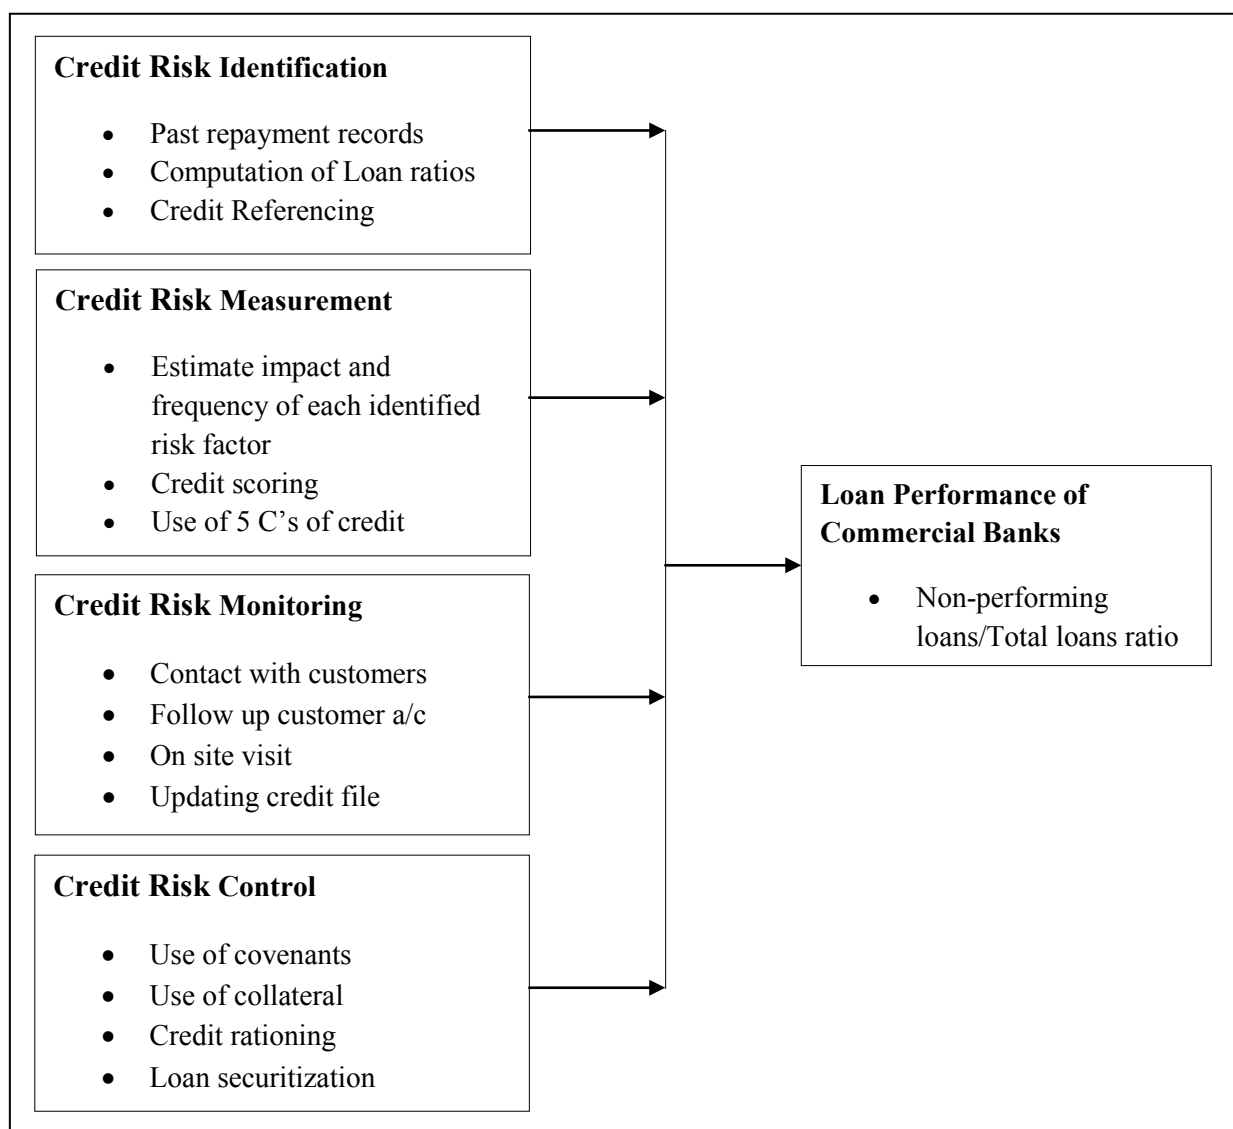 Credit Risk Identification
• Past repayment records
• Computation of Loan ratios
• Credit Referencing
Credit Risk Measurement
• Estimate impact and
frequency of each identified
risk factor
• Credit scoring
• Use of 5 C’s of credit
Credit Risk Monitoring
• Contact with customers
• Follow up customer a/c
• On site visit
• Updating credit file
Credit Risk Control
• Use of covenants
• Use of collateral
• Credit rationing
• Loan securitization
Loan Performance of
Commercial Banks
• Non-performing
loans/Total loans ratio